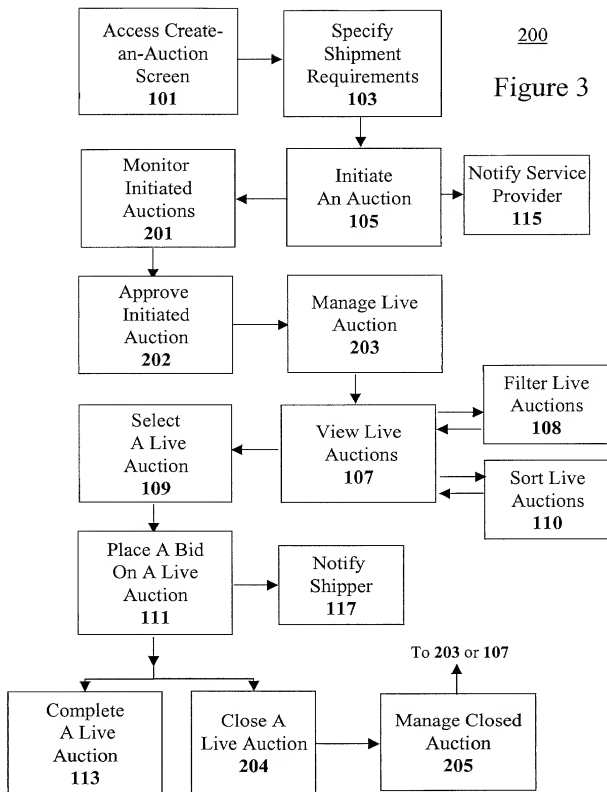 Access Create-
an-Auction
Screen
101
Specify
Shipment
Requirements
103
200
Figure 3
Monitor
Initiated
Auctions
201
Initiate
An Auction
105
Notify Service
Provider
115
Approve
Initiated
Auction
202
Manage Live
Auction
203
Filter Live
Auctions
108
Select
A Live
Auction
109
View Live
Auctions
107
Sort Live
Auctions
110
Place A Bid
On A Live
Auction
111
Notify
Shipper
117
To 203 or 107
Complete
A Live
Auction
113
Close A
Live Auction
204
Manage Closed
Auction
205